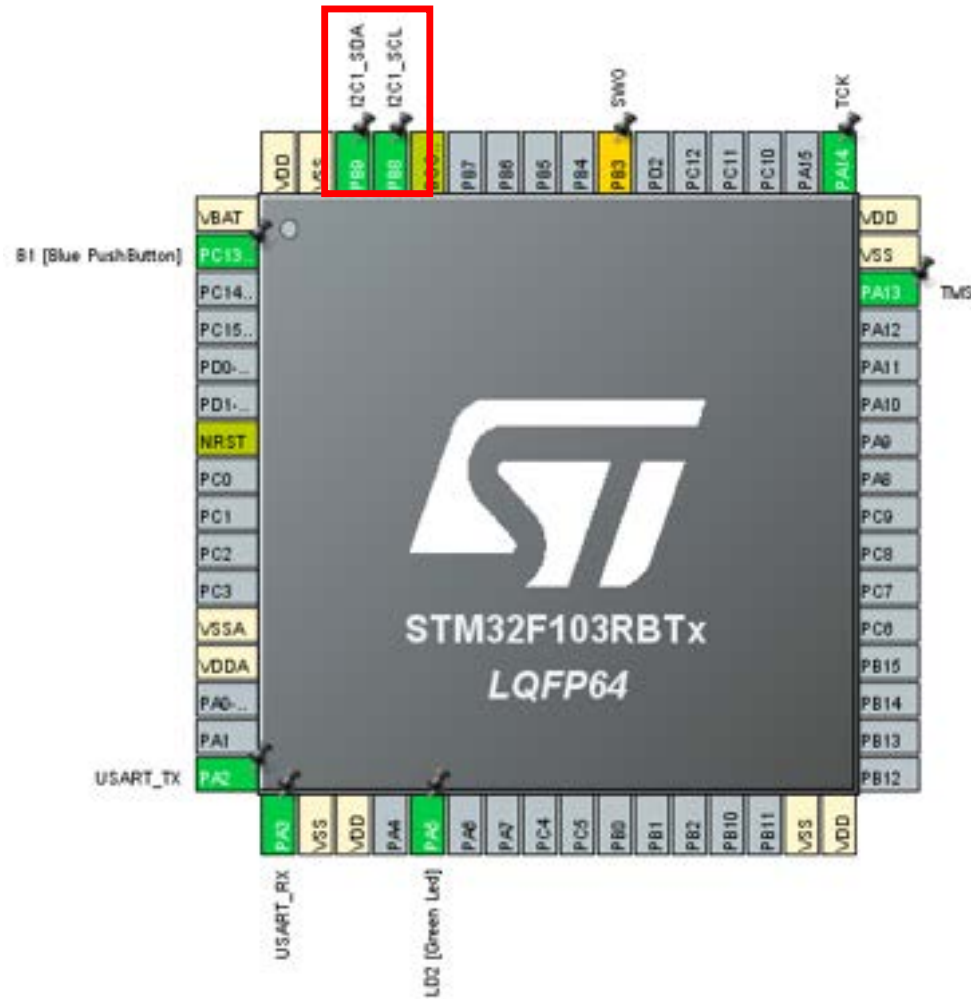 I2C1_SDA
I2C1_SCL
SWO
TCK
VDD
VSS
PB9
PB8
PB7
PB6
PB5
PB4
PB3
PD2
PC12
PC11
PC10
PA15
PA14
VBAT
B1 [Blue PushButton]
PC13..
PC14..
PC15..
PD0-..
PD1-..
NRST
PC0
PC1
PC2
PC3
VSSA
VDDA
PA0-..
PA1
USART_TX
PA2
VDD
VSS
PA13
TMS
PA12
PA11
PA10
PA9
PA8
PC9
PC8
PC7
PC6
PB15
PB14
PB13
PB12
ST
STM32F103RBTx
LQFP64
PA3
VSS
VDD
PA4
PA5
PA6
PA7
PC4
PC5
PB0
PB1
PB2
PB10
PB11
VSS
VDD
USART_RX
LD2 [Green Led]